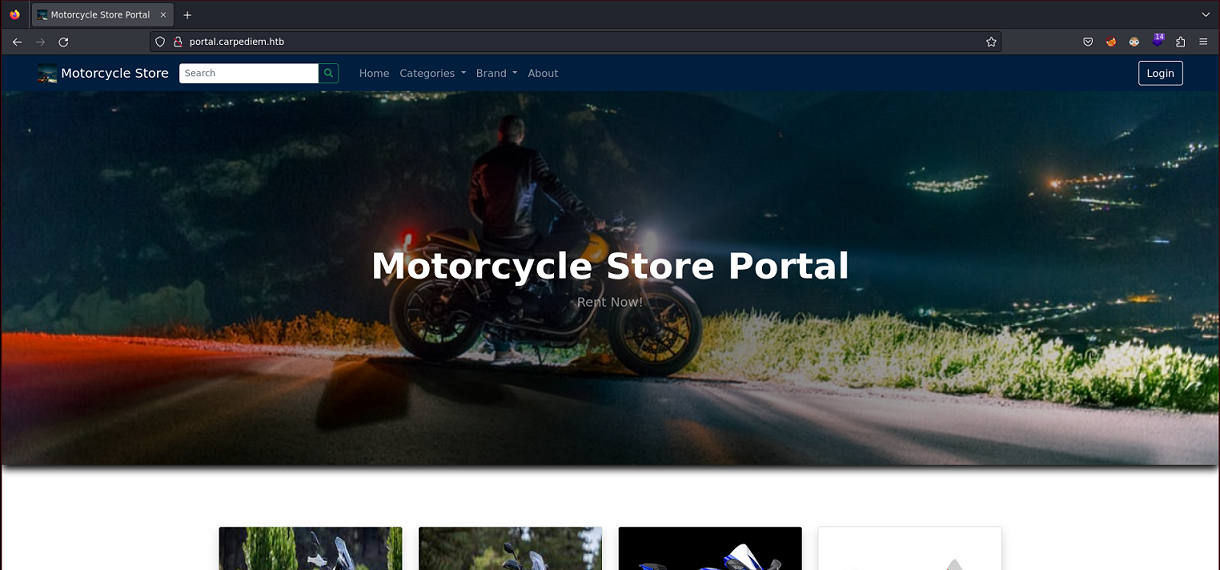 Motorcycle Store Portal
portal.carpediem.htb
14
Motorcycle Store Search Home Categories Brand About Login
Motorcycle Store Portal
Rent Now!